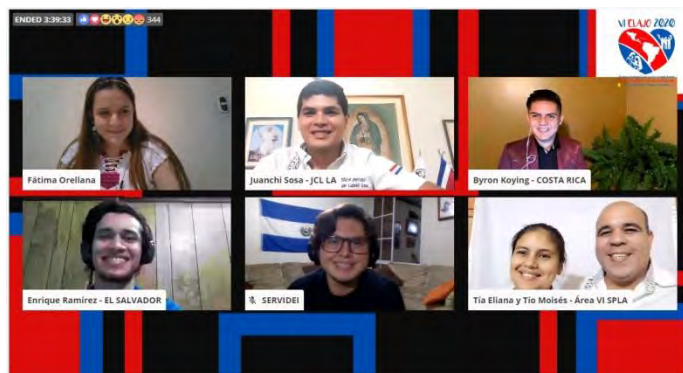 ENDED 3:39:33 344
VI ELAJO 2020
Fátima Orellana
Juanchi Sosa - JCL LA
Byron Koying - COSTA RICA
Enrique Ramírez - EL SALVADOR
SERVIDEI
Tía Eliana y Tío Moisés - Área VI SPLA